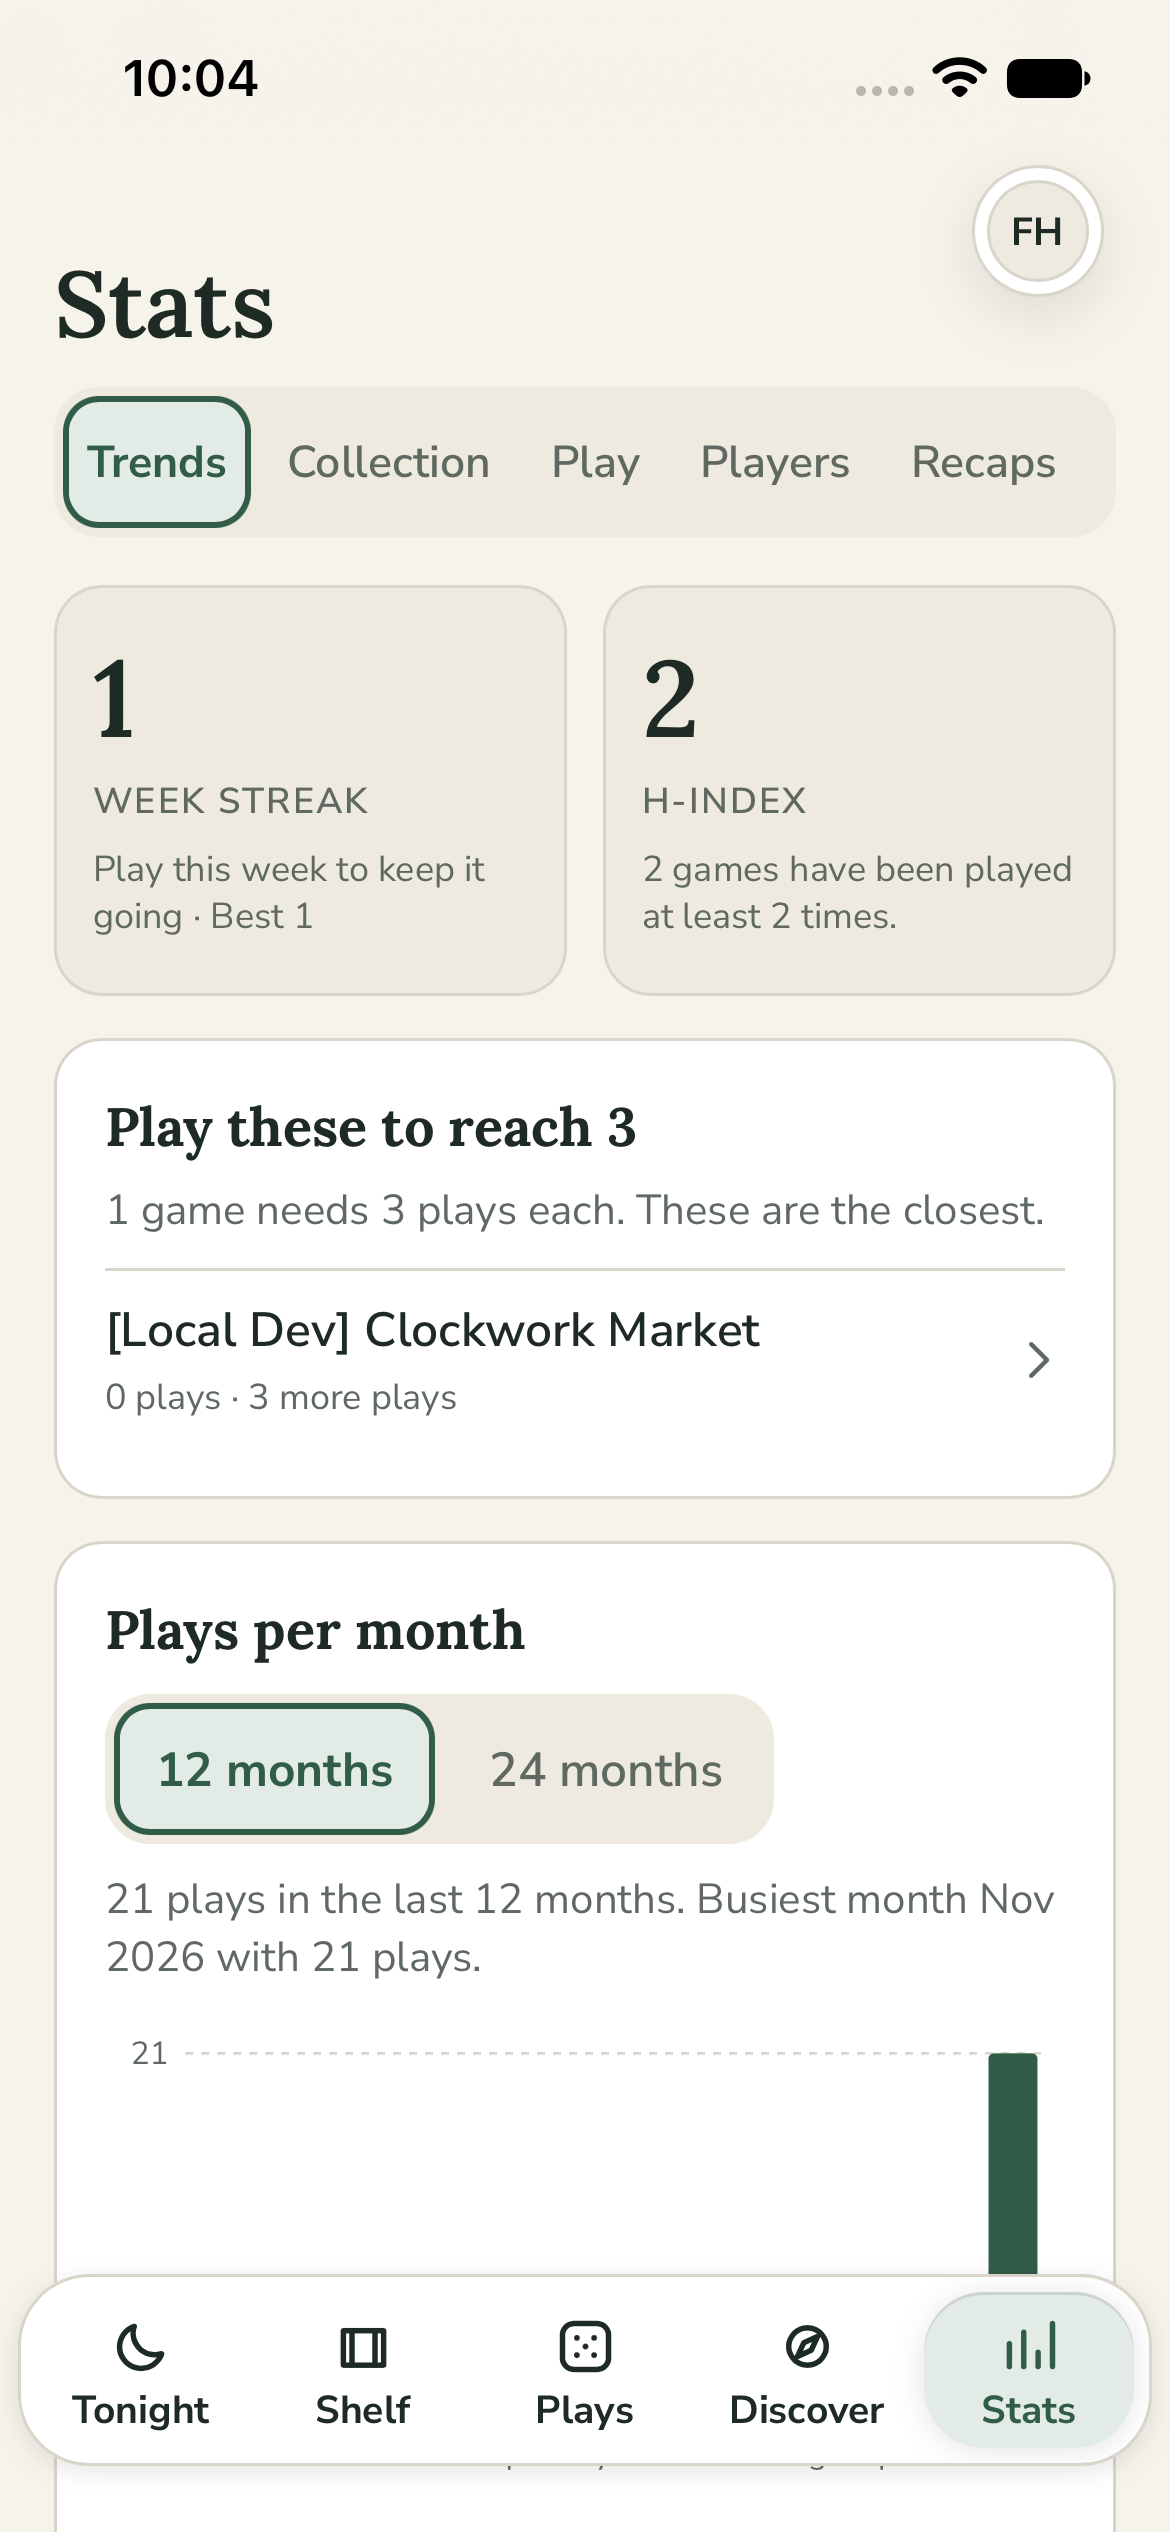 10:04
FH
Stats
Trends Collection Play Players Recaps
1
WEEK STREAK
Play this week to keep it
going · Best 1
2
H-INDEX
2 games have been played
at least 2 times.
Play these to reach 3
1 game needs 3 plays each. These are the closest.
[Local Dev] Clockwork Market
0 plays · 3 more plays
Plays per month
12 months 24 months
21 plays in the last 12 months. Busiest month Nov
2026 with 21 plays.
21
Tonight Shelf Plays Discover Stats